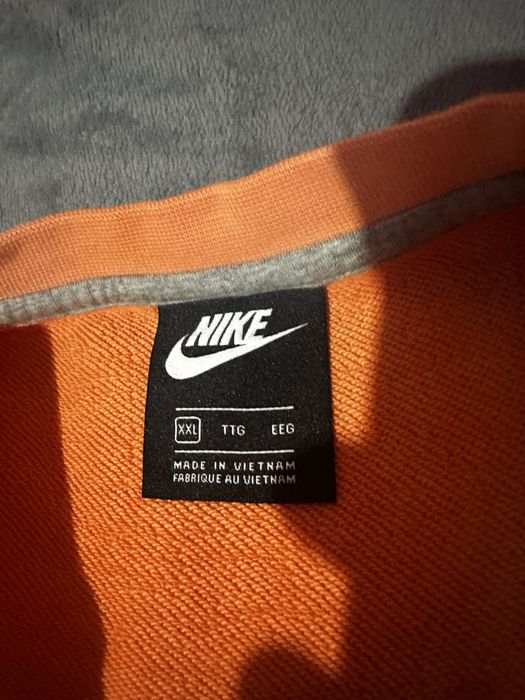 NIKE
XXL TTG EEG
MADE IN VIETNAM
FABRIQUE AU VIETNAM